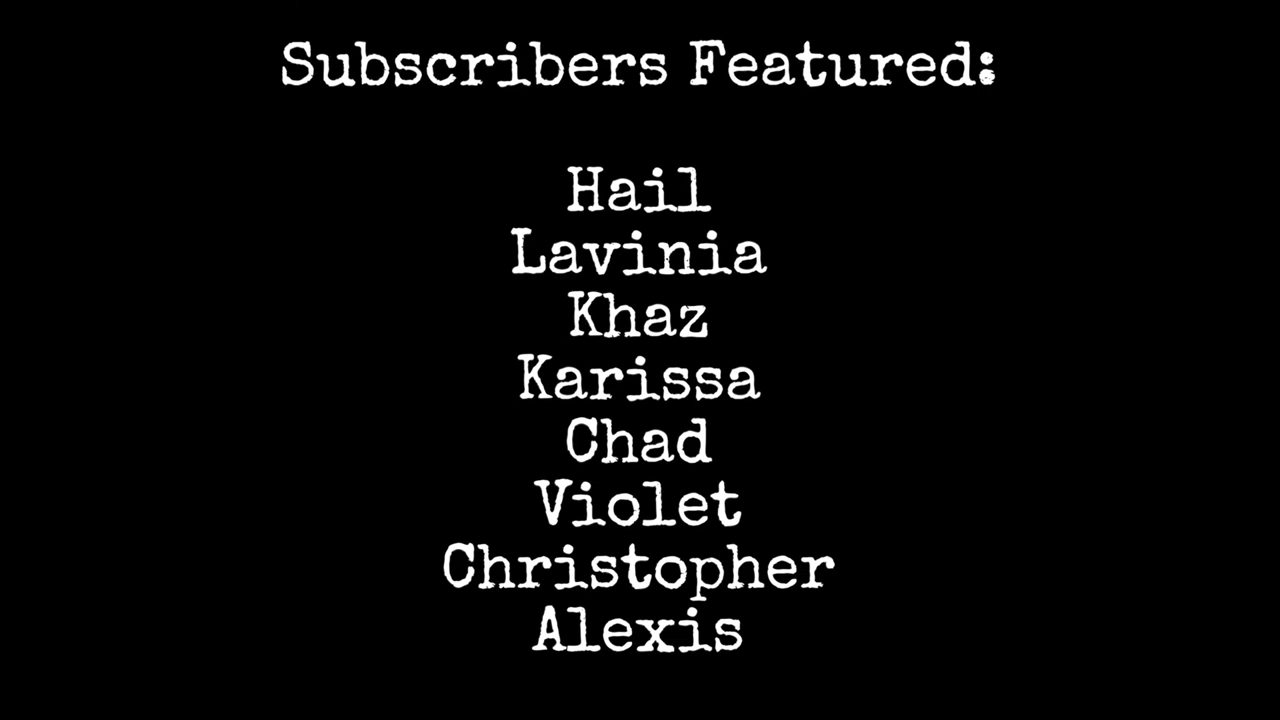 Subscribers Featured:
Hail
Lavinia
Khaz
Karissa
Chad
Violet
Christopher
Alexis